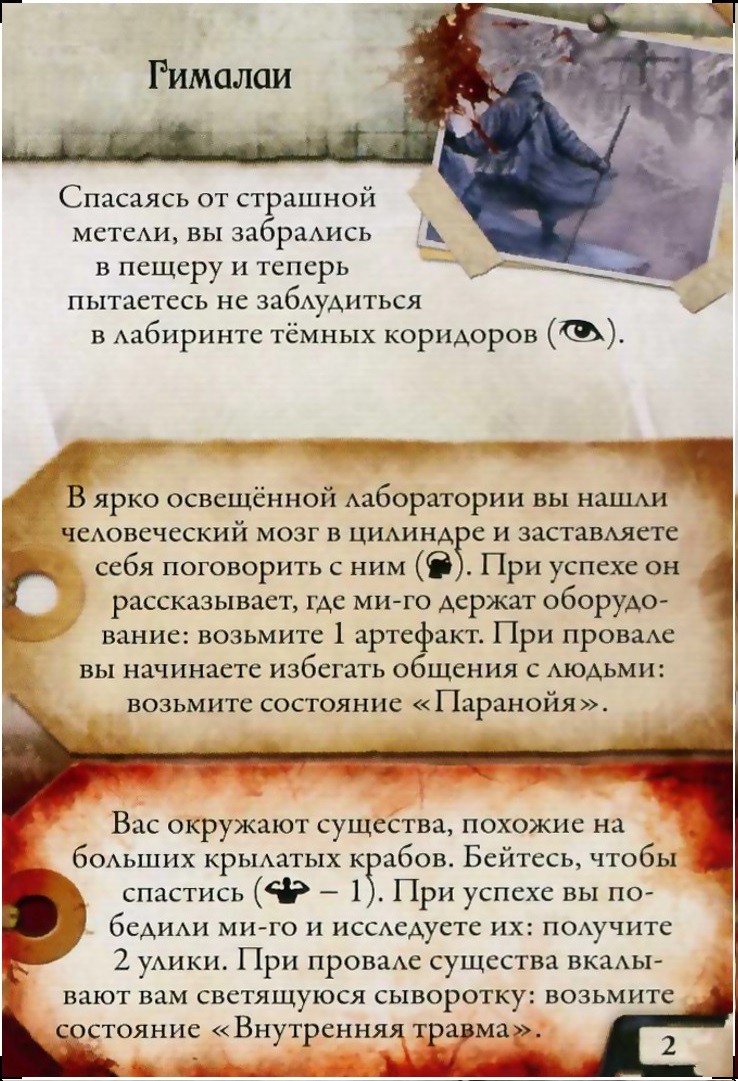 Гималаи
Спасаясь от страшной
метели, вы забрались
в пещеру и теперь
пытаетесь не заблудиться
в лабиринте тёмных коридоров (👁).
В ярко освещённой лаборатории вы нашли
человеческий мозг в цилиндре и заставляете
себя поговорить с ним (). При успехе он
рассказывает, где ми-го держат оборудо-
вание: возьмите 1 артефакт. При провале
вы начинаете избегать общения с людьми:
возьмите состояние «Паранойя».
Вас окружают существа, похожие на
больших крылатых крабов. Бейтесь, чтобы
спастись ( – 1). При успехе вы по-
бедили ми-го и исследуете их: получите
2 улики. При провале существа вкалы-
вают вам светящуюся сыворотку: возьмите
состояние «Внутренняя травма».
2